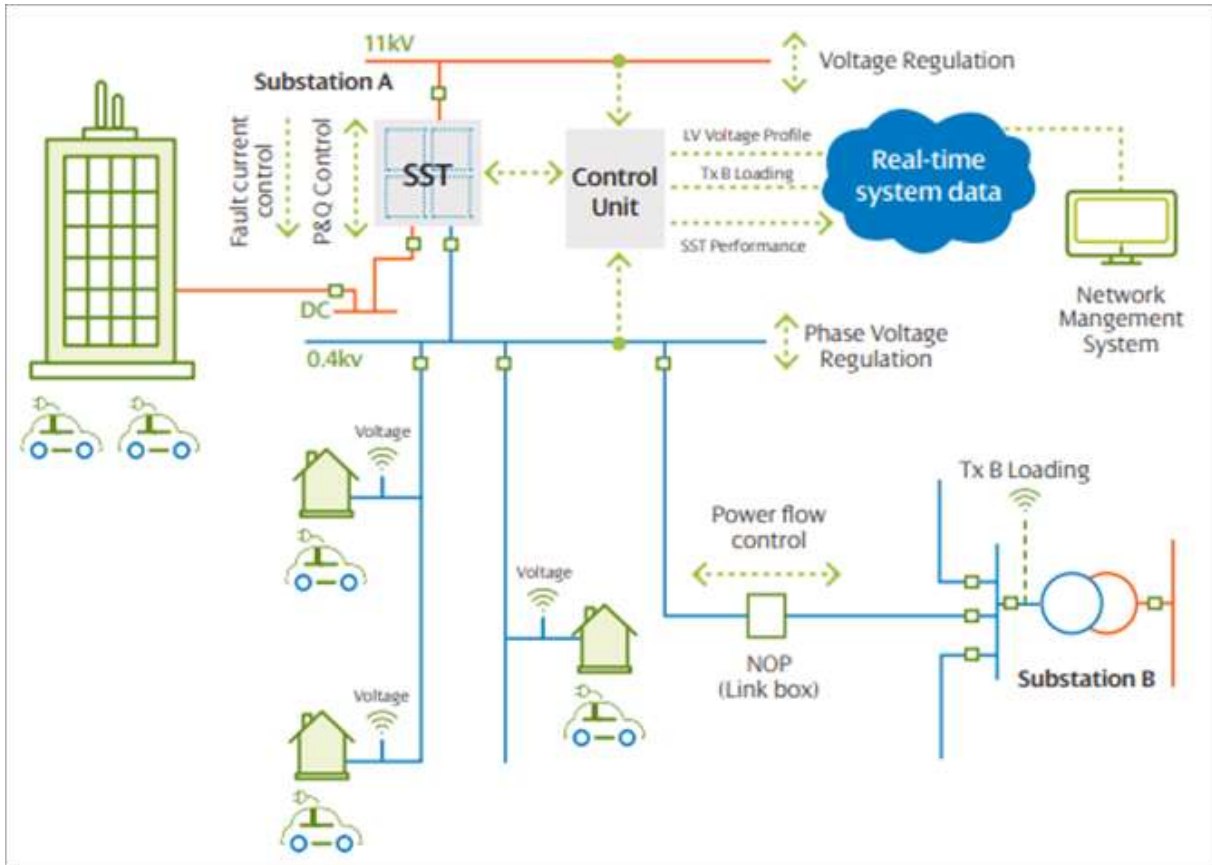 11kV
Voltage Regulation
Substation A
Fault current
control
P&Q Control
SST
Control
Unit
LV Voltage Profile
Tx B Loading
SST Performance
Real-time
system data
Network
Mangement
System
DC
0.4kv
Phase Voltage
Regulation
Voltage
Voltage
Voltage
Power flow
control
NOP
(Link box)
Tx B Loading
Substation B